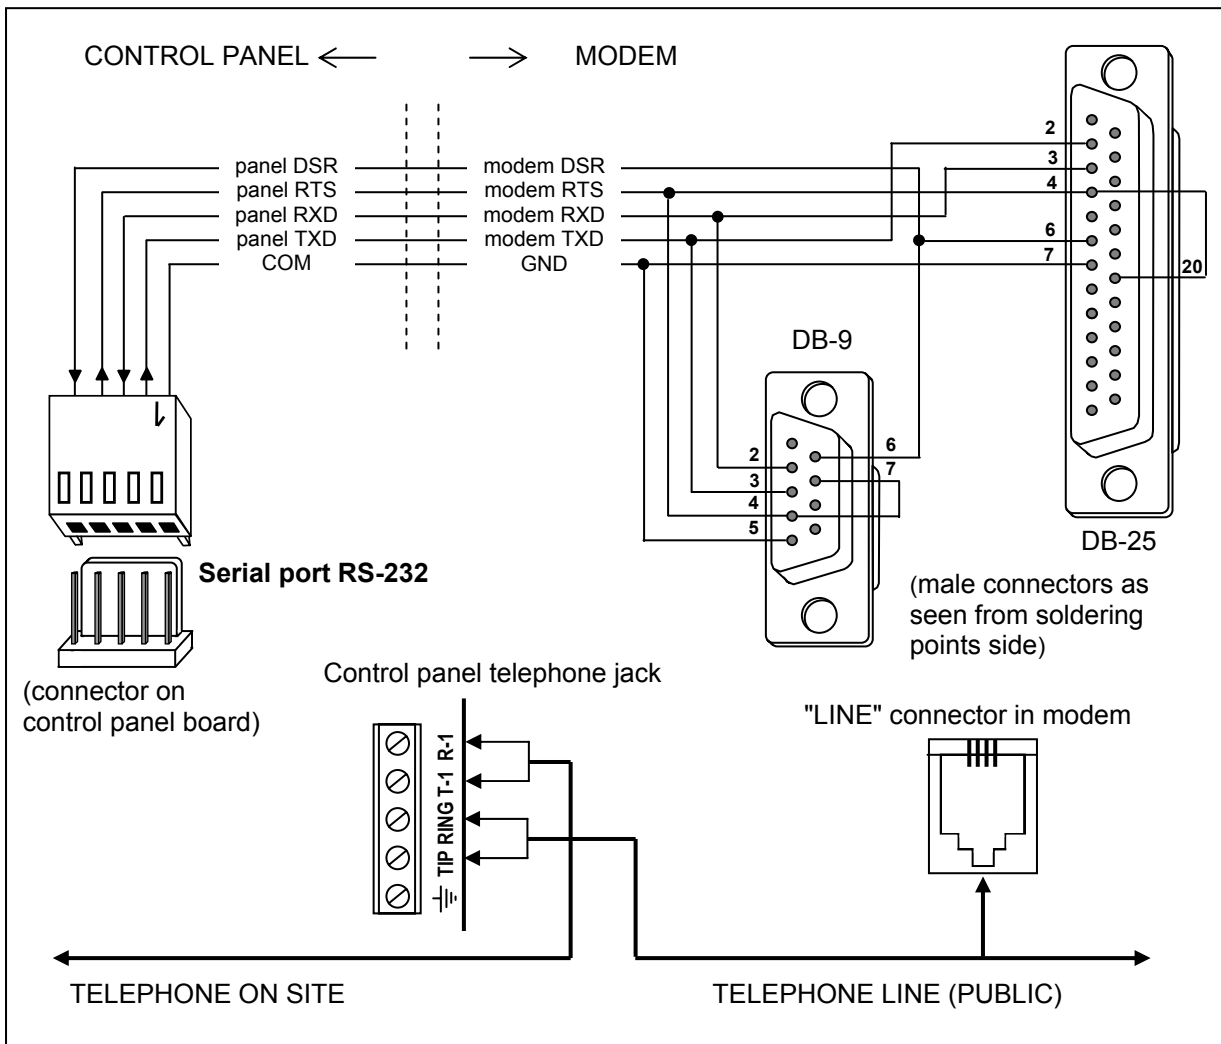 CONTROL PANEL
MODEM
panel DSR
panel RTS
panel RXD
panel TXD
COM
modem DSR
modem RTS
modem RXD
modem TXD
GND
2
3
4
6
7
20
DB-25
DB-9
2
3
4
5
6
7
(male connectors as
seen from soldering
points side)
Serial port RS-232
(connector on
control panel board)
Control panel telephone jack
R-1
T-1
RING
TIP
"LINE" connector in modem
TELEPHONE ON SITE
TELEPHONE LINE (PUBLIC)